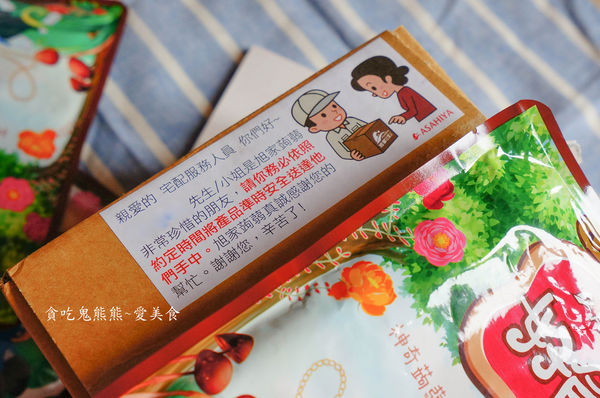 親愛的 宅配服務人員 你們好~
先生/小姐是旭家蒟蒻
非常珍惜的朋友,請你務必依照
約定時間將產品準時安全送達他
們手中。旭家蒟蒻真誠感謝您的
幫忙。謝謝您,辛苦了!
ASAHIYA
神奇蒟蒻
貪吃鬼熊熊~愛美食